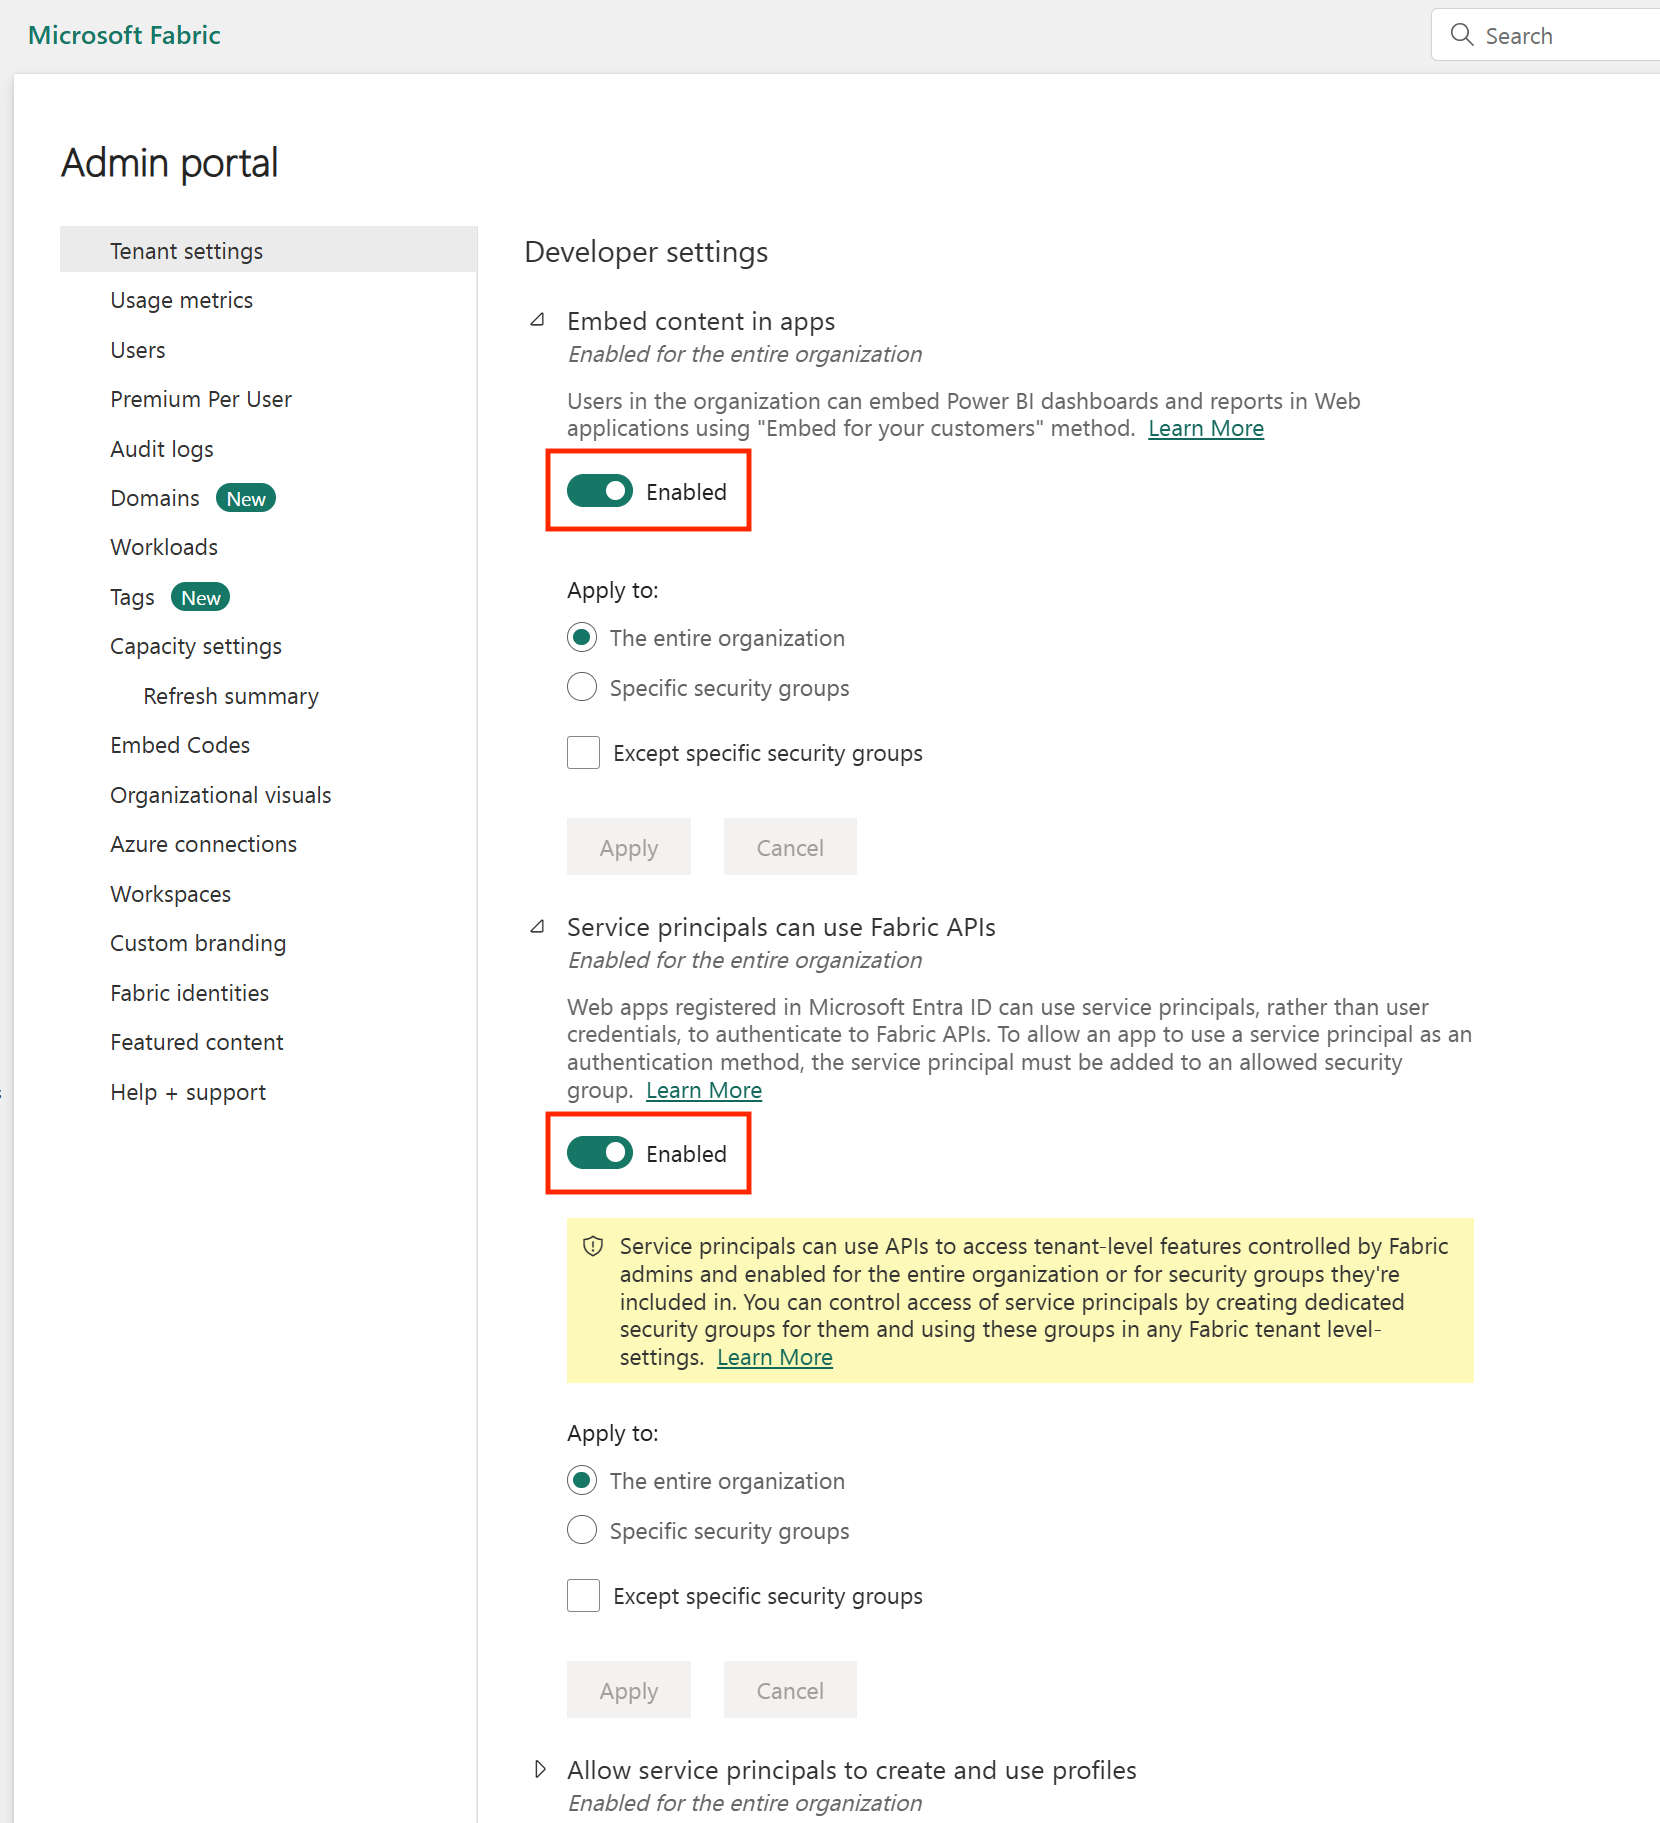 Microsoft Fabric
Search
Admin portal
Tenant settings
Usage metrics
Users
Premium Per User
Audit logs
Domains New
Workloads
Tags New
Capacity settings
Refresh summary
Embed Codes
Organizational visuals
Azure connections
Workspaces
Custom branding
Fabric identities
Featured content
Help + support
Developer settings
Embed content in apps
Enabled for the entire organization
Users in the organization can embed Power BI dashboards and reports in Web
applications using "Embed for your customers" method. Learn More
Enabled
Apply to:
The entire organization
Specific security groups
Except specific security groups
Apply Cancel
Service principals can use Fabric APIs
Enabled for the entire organization
Web apps registered in Microsoft Entra ID can use service principals, rather than user
credentials, to authenticate to Fabric APIs. To allow an app to use a service principal as an
authentication method, the service principal must be added to an allowed security
group. Learn More
Enabled
Service principals can use APIs to access tenant-level features controlled by Fabric
admins and enabled for the entire organization or for security groups they're
included in. You can control access of service principals by creating dedicated
security groups for them and using these groups in any Fabric tenant level-
settings. Learn More
Apply to:
The entire organization
Specific security groups
Except specific security groups
Apply Cancel
Allow service principals to create and use profiles
Enabled for the entire organization